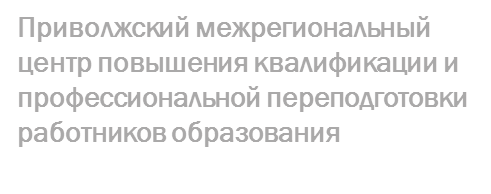 Приволжский межрегиональный
центр повышения квалификации и
профессиональной переподготовки
работников образования